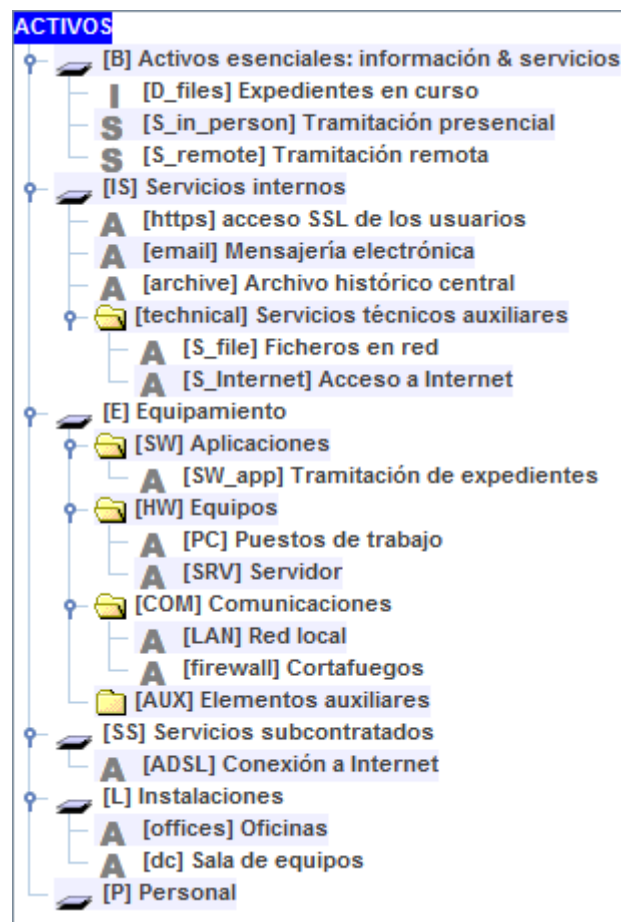 ACTIVOS
[B] Activos esenciales: información & servicios
I [D_files] Expedientes en curso
S [S_in_person] Tramitación presencial
S [S_remote] Tramitación remota
[IS] Servicios internos
A [https] acceso SSL de los usuarios
A [email] Mensajería electrónica
A [archive] Archivo histórico central
[technical] Servicios técnicos auxiliares
A [S_file] Ficheros en red
A [S_Internet] Acceso a Internet
[E] Equipamiento
[SW] Aplicaciones
A [SW_app] Tramitación de expedientes
[HW] Equipos
A [PC] Puestos de trabajo
A [SRV] Servidor
[COM] Comunicaciones
A [LAN] Red local
A [firewall] Cortafuegos
[AUX] Elementos auxiliares
[SS] Servicios subcontratados
A [ADSL] Conexión a Internet
[L] Instalaciones
A [offices] Oficinas
A [dc] Sala de equipos
[P] Personal